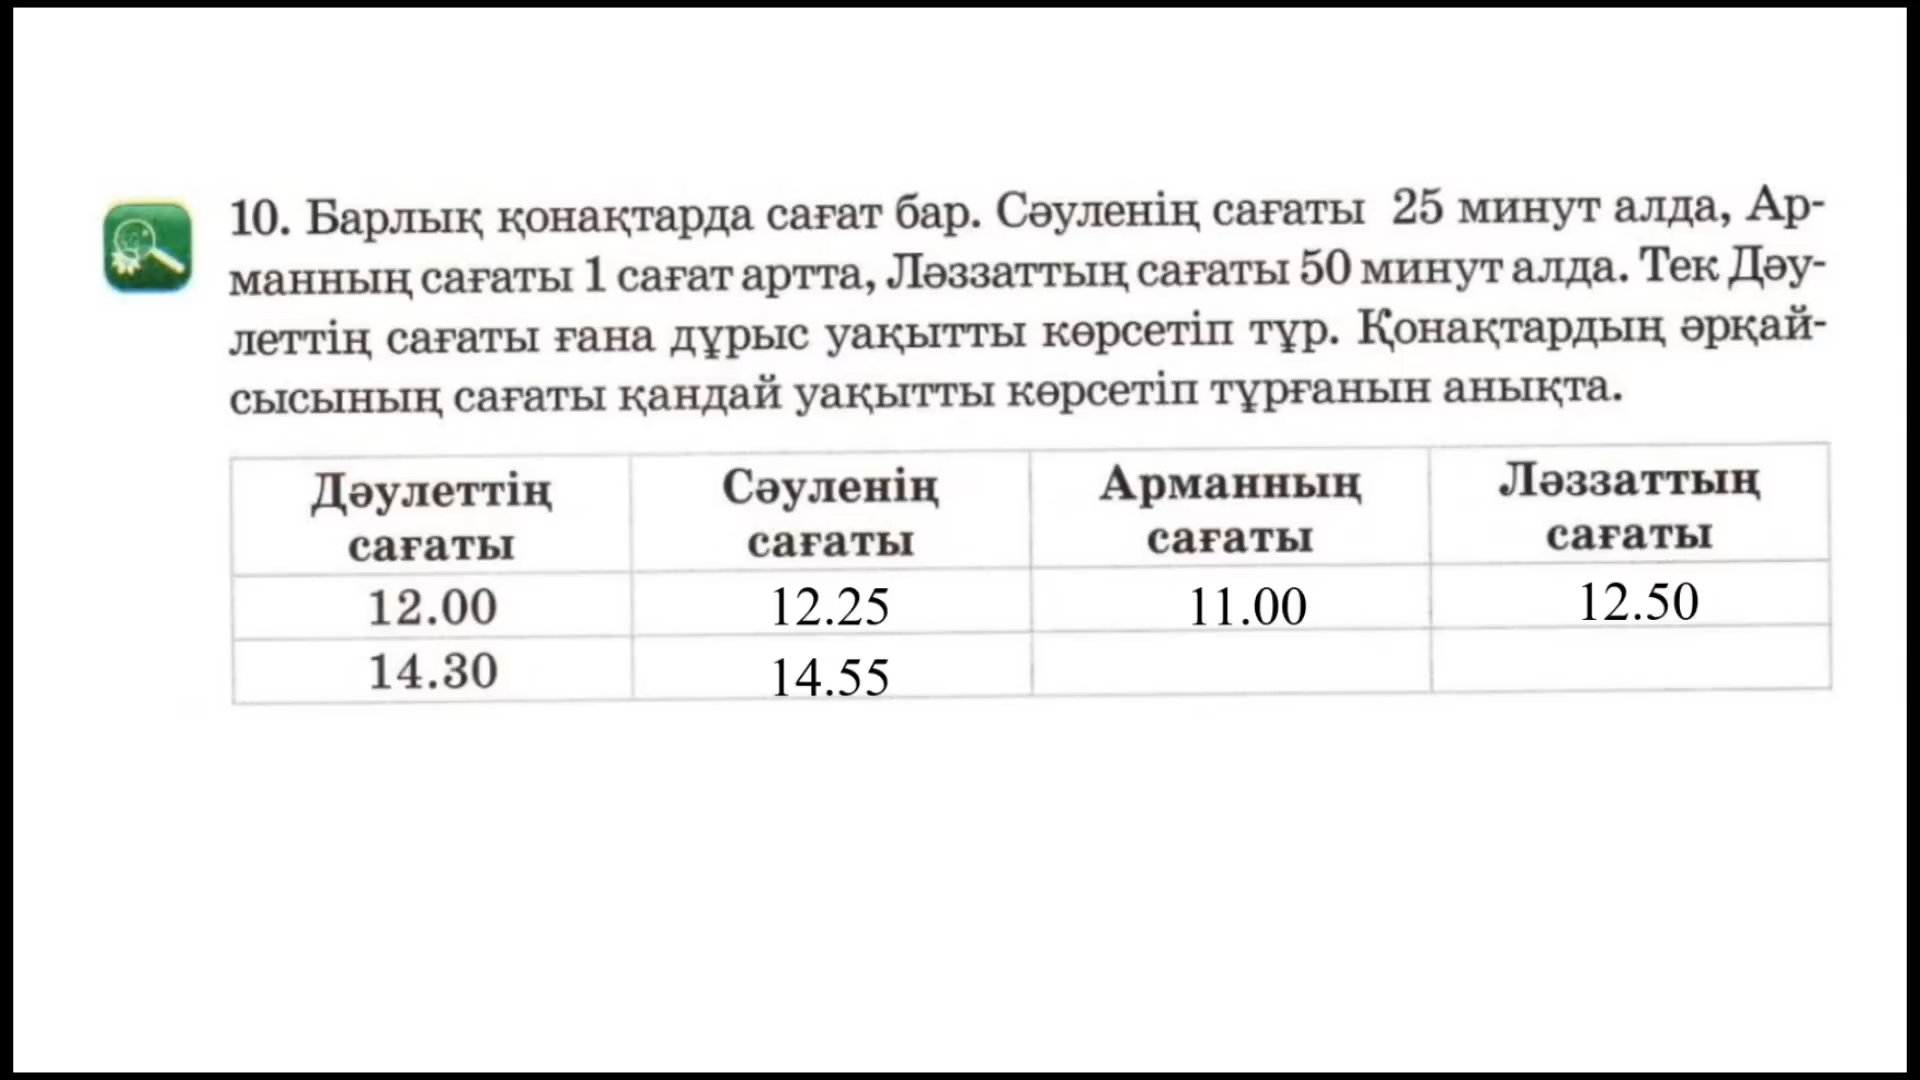 10. Барлық қонақтарда сағат бар. Сәуленің сағаты 25 минут алда, Ар-
манның сағаты 1 сағат артта, Ләззаттың сағаты 50 минут алда. Тек Дәу-
леттің сағаты ғана дұрыс уақытты көрсетіп тұр. Қонақтардың әрқай-
сысының сағаты қандай уақытты көрсетіп тұрғанын анықта.
Дәулеттің сағаты Сәуленің сағаты Арманның сағаты Ләззаттың сағаты
12.00 12.25 11.00 12.50
14.30 14.55